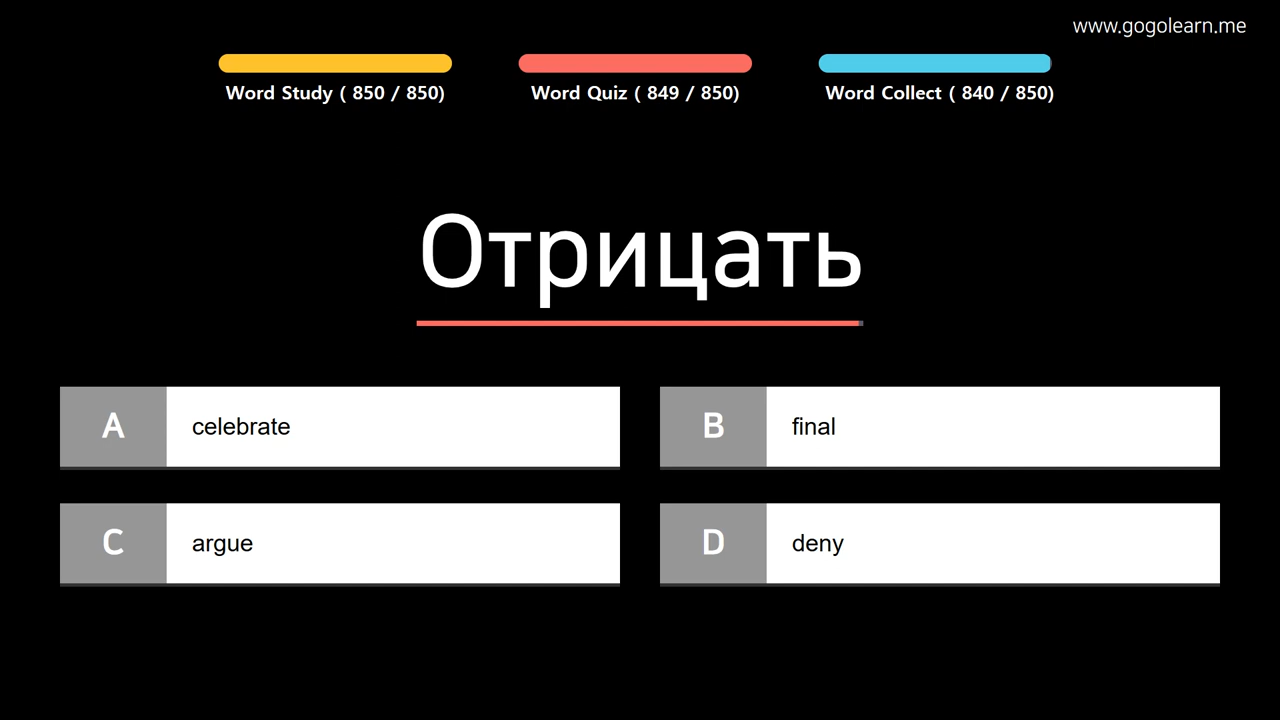 www.gogolearn.me
Word Study ( 850 / 850)
Word Quiz ( 849 / 850)
Word Collect ( 840 / 850)
Отрицать
A celebrate
B final
C argue
D deny